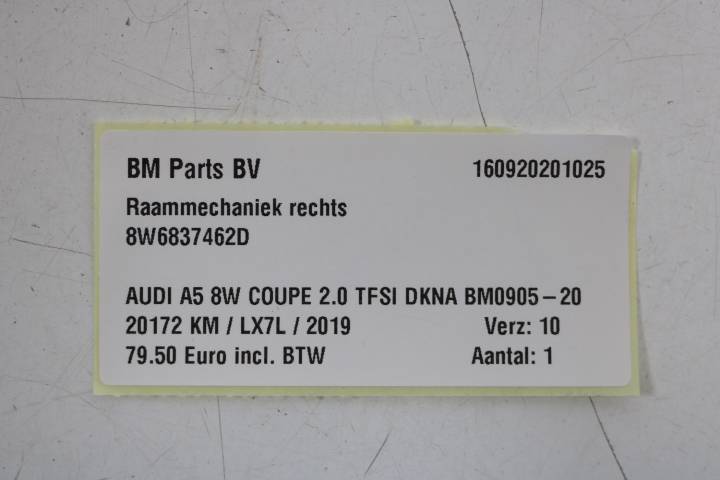 BM Parts BV 160920201025
Raammechaniek rechts
8W6837462D
AUDI A5 8W COUPE 2.0 TFSI DKNA BM0905-20
20172 KM / LX7L / 2019 Verz: 10
79.50 Euro incl. BTW Aantal: 1